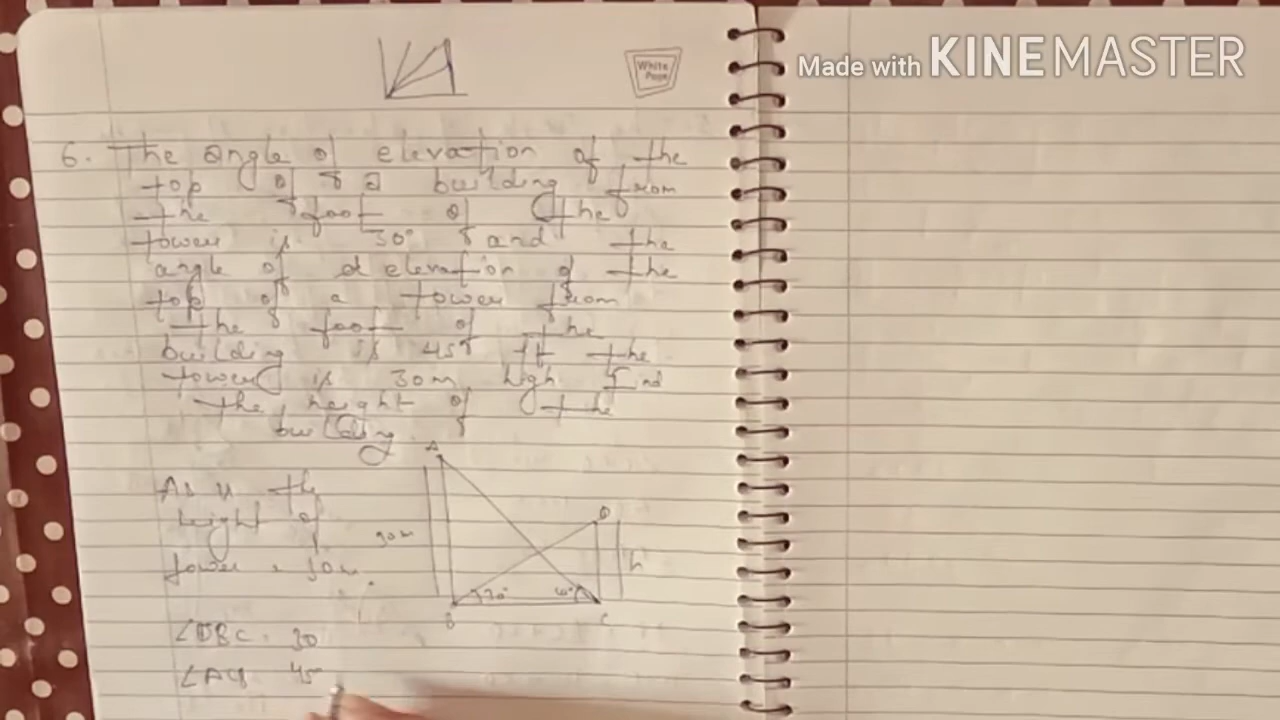 Made with KINEMASTER
White Page
6. The angle of elevation of the
top of a building from
the foot of the
tower is 30° and the
angle of elevation of the
top of a tower from
the foot of the
building is 45° If the
tower is 30m high find
the height of the
building
A
As u the
height of
tower = 30m.
30m
D
h
30°
B
C
∠DBC = 30
45